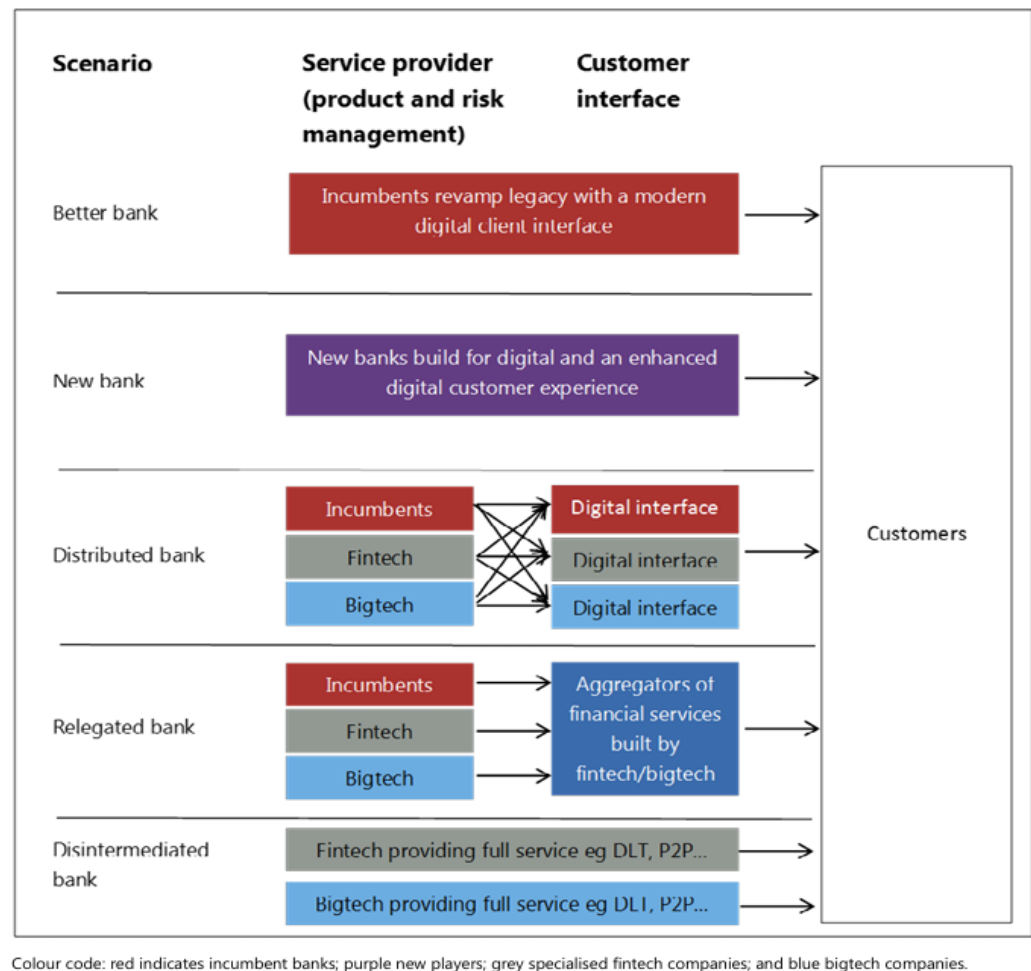 Scenario
Service provider
(product and risk
management)
Customer
interface
Better bank
Incumbents revamp legacy with a modern
digital client interface
New bank
New banks build for digital and an enhanced
digital customer experience
Distributed bank
Incumbents
Fintech
Bigtech
Digital interface
Digital interface
Digital interface
Customers
Relegated bank
Incumbents
Fintech
Bigtech
Aggregators of
financial services
built by
fintech/bigtech
Disintermediated
bank
Fintech providing full service eg DLT, P2P...
Bigtech providing full service eg DLT, P2P...
Colour code: red indicates incumbent banks; purple new players; grey specialised fintech companies; and blue bigtech companies.